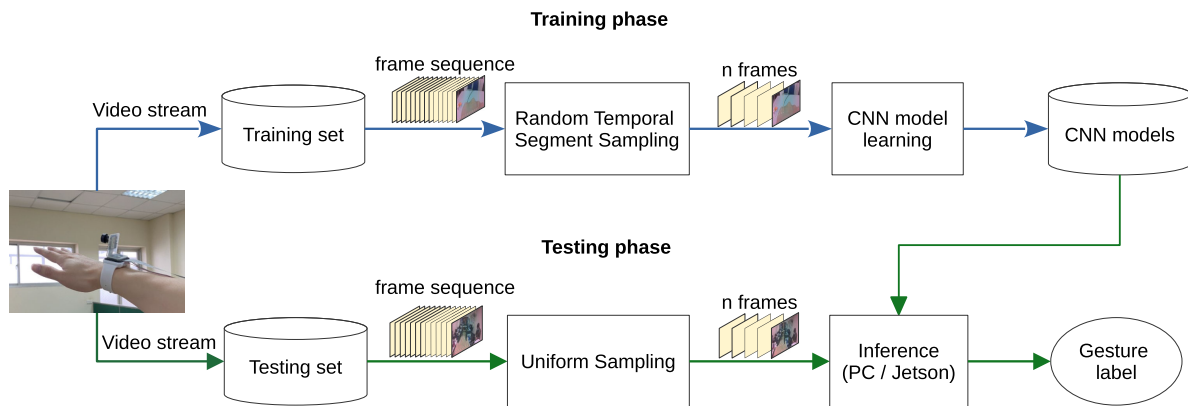 Training phase
Video stream
Training set
frame sequence
Random Temporal
Segment Sampling
n frames
CNN model
learning
CNN models
Testing phase
Video stream
Testing set
frame sequence
Uniform Sampling
n frames
Inference
(PC / Jetson)
Gesture
label